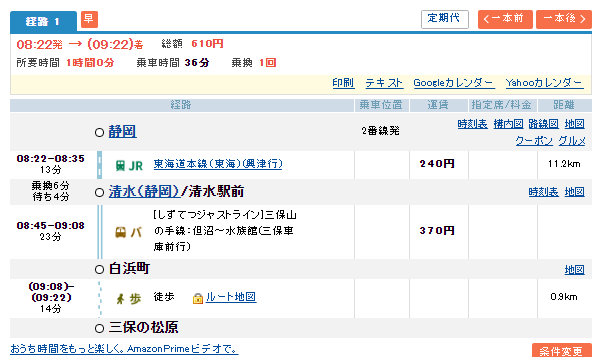 経路 1 早 定期代 一本前 一本後
08:22発 → (09:22)着 総額 610円
所要時間 1時間0分 乗車時間 36分 乗換 1回
印刷 テキスト Googleカレンダー Yahooカレンダー
経路 乗車位置 運賃 指定席/料金 距離
静岡 2番線発 時刻表 構内図 路線図 地図
クーポン グルメ
08:22-08:35
13分
JR 東海道本線(東海)(興津行) 240円 11.2km
乗換6分
待ち4分
清水(静岡)/清水駅前 時刻表 地図
08:45-09:08
23分
バ [しずてつジャストライン]三保山
の手線:但沼~水族館(三保車
庫前行)
370円
白浜町 地図
(09:08)-
(09:22)
14分
歩 徒歩 ルート地図 0.9km
三保の松原
おうち時間をもっと楽しく。AmazonPrimeビデオで。 条件変更